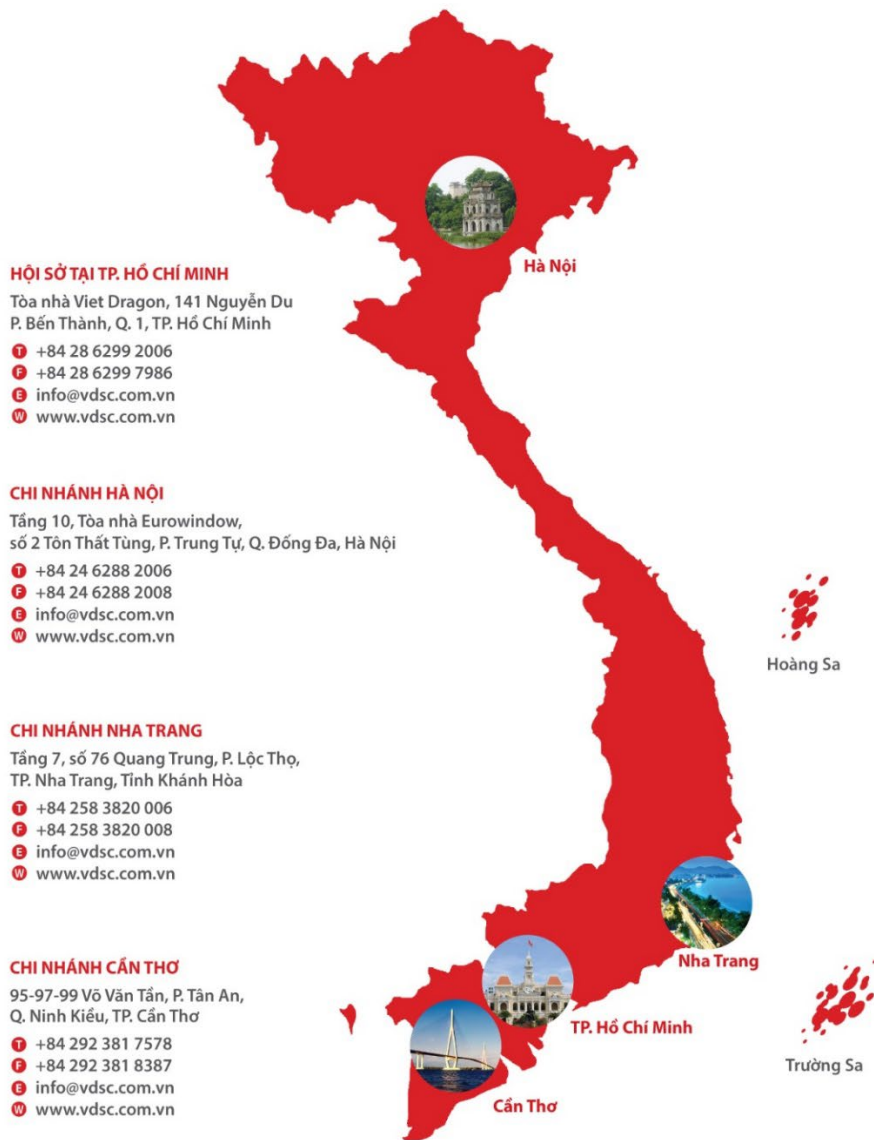 HỘI SỞ TẠI TP. HỒ CHÍ MINH
Tòa nhà Viet Dragon, 141 Nguyễn Du
P. Bến Thành, Q. 1, TP. Hồ Chí Minh
T +84 28 6299 2006
F +84 28 6299 7986
E info@vdsc.com.vn
W www.vdsc.com.vn
CHI NHÁNH HÀ NỘI
Tầng 10, Tòa nhà Eurowindow,
số 2 Tôn Thất Tùng, P. Trung Tự, Q. Đống Đa, Hà Nội
T +84 24 6288 2006
F +84 24 6288 2008
E info@vdsc.com.vn
W www.vdsc.com.vn
CHI NHÁNH NHA TRANG
Tầng 7, số 76 Quang Trung, P. Lộc Thọ,
TP. Nha Trang, Tỉnh Khánh Hòa
T +84 258 3820 006
F +84 258 3820 008
E info@vdsc.com.vn
W www.vdsc.com.vn
CHI NHÁNH CẦN THƠ
95-97-99 Võ Văn Tần, P. Tân An,
Q. Ninh Kiều, TP. Cần Thơ
T +84 292 381 7578
F +84 292 381 8387
E info@vdsc.com.vn
W www.vdsc.com.vn
Hà Nội
Hoàng Sa
Nha Trang
TP. Hồ Chí Minh
Trường Sa
Cần Thơ